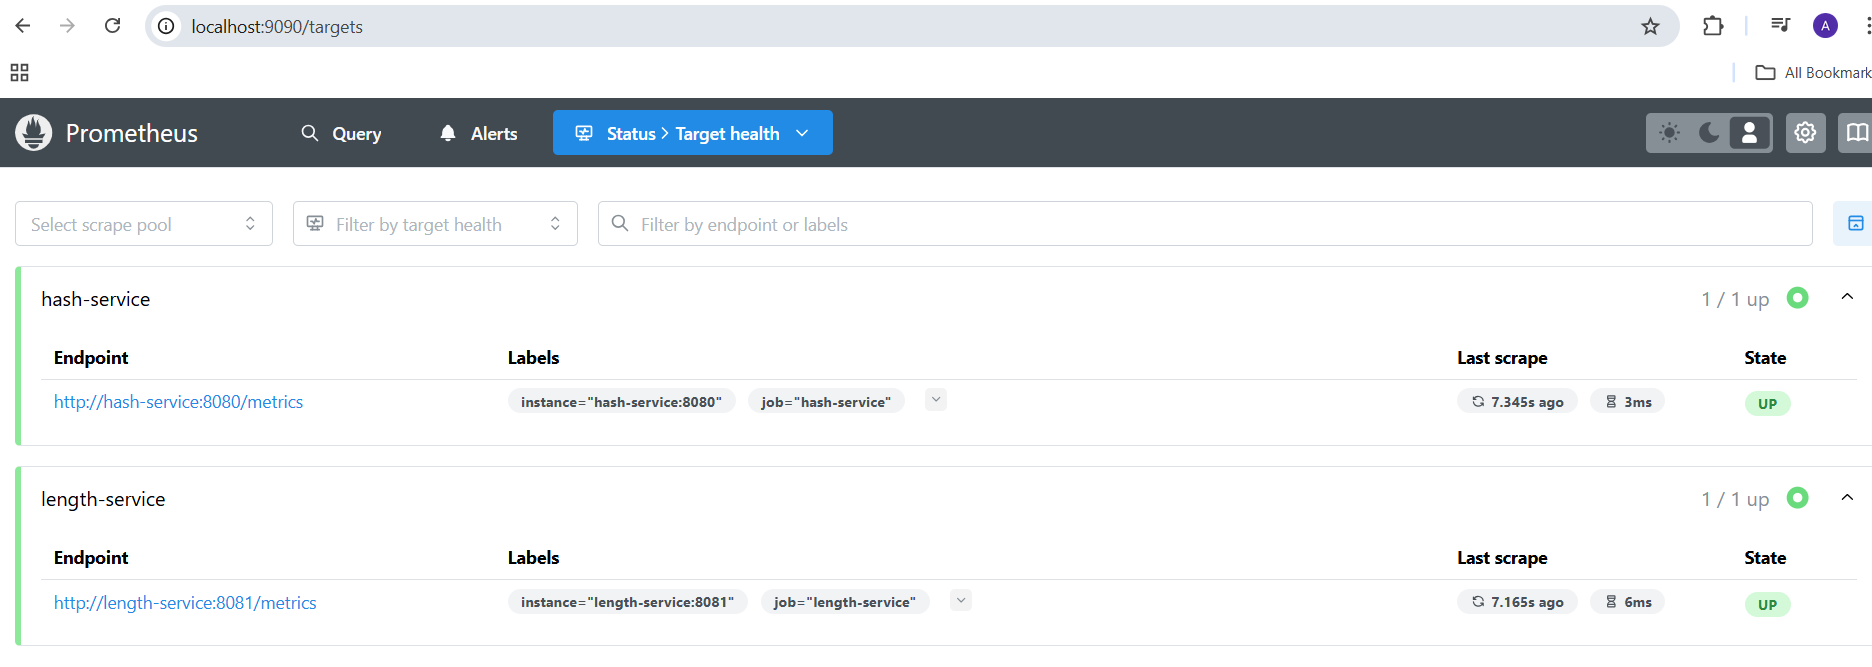 localhost:9090/targets
A
All Bookmark
Prometheus
Query
Alerts
Status > Target health
Select scrape pool
Filter by target health
Filter by endpoint or labels
hash-service
1 / 1 up
Endpoint
Labels
Last scrape
State
http://hash-service:8080/metrics
instance="hash-service:8080"
job="hash-service"
7.345s ago
3ms
UP
length-service
1 / 1 up
Endpoint
Labels
Last scrape
State
http://length-service:8081/metrics
instance="length-service:8081"
job="length-service"
7.165s ago
6ms
UP